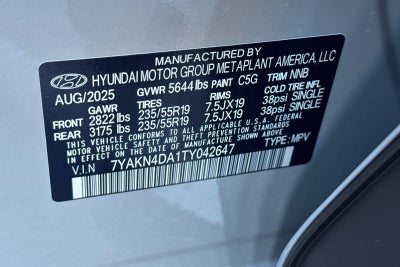 HYUNDAI MOTOR GROUP METAPLANT AMERICA, LLC
AUG/2025 GVWR 5644 lbs PAINT C5G TRIM NNB
GAWR TIRES RIMS COLD TIRE INFL
FRONT 2822 lbs 235/55R19 7.5JX19 38psi SINGLE
REAR 3175 lbs 235/55R19 7.5JX19 38psi SINGLE
THIS VEHICLE CONFORMS TO ALL APPLICABLE U.S. FEDERAL
MOTOR VEHICLE SAFETY AND THEFT PREVENTION STANDARDS
IN EFFECT ON THE DATE OF MANUFACTURE SHOWN ABOVE.
V.I.N 7YAKN4DA1TY042647 TYPE: MPV